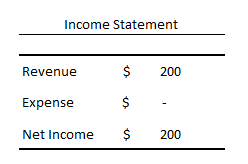 Income Statement
Revenue $ 200
Expense $ -
Net Income $ 200